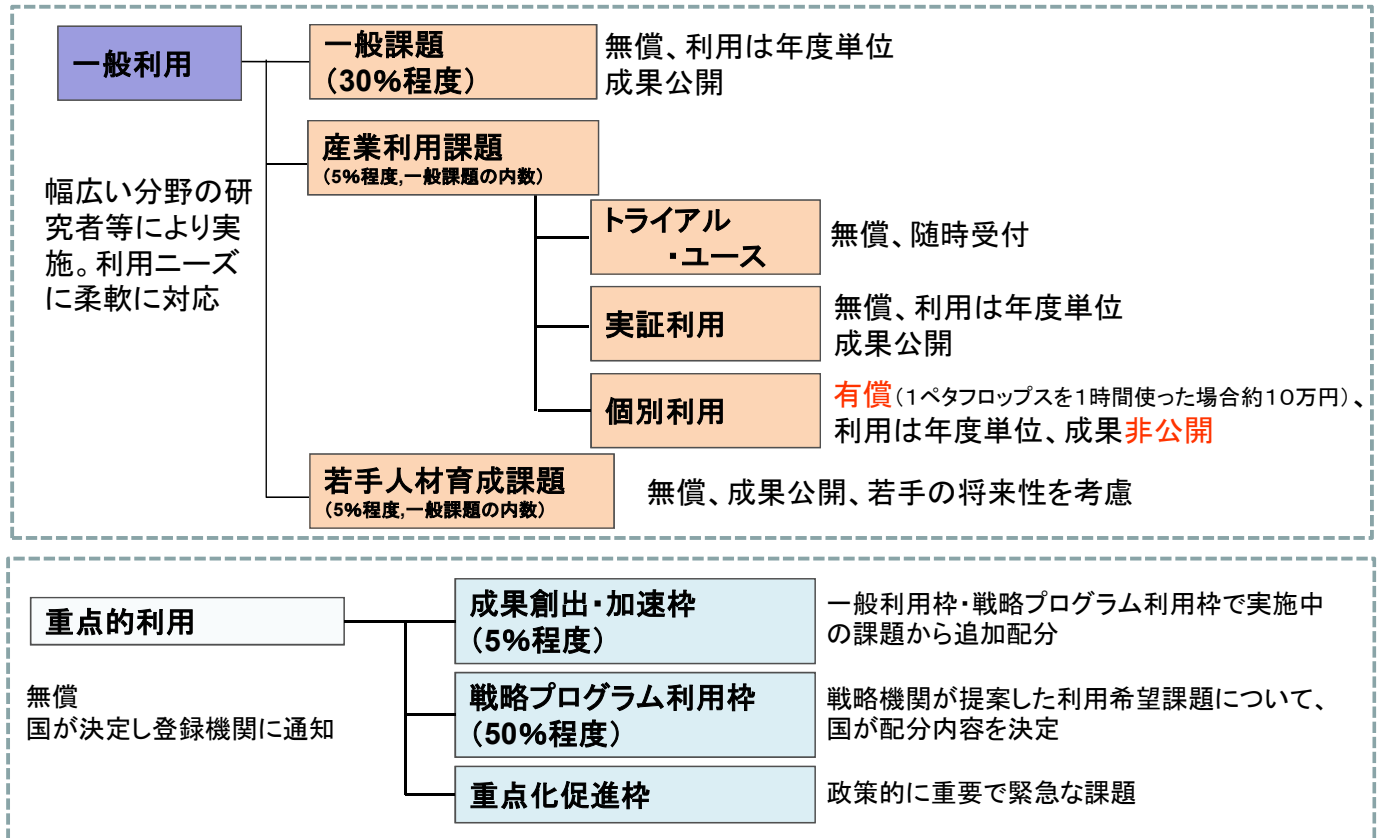 一般利用
一般課題
(30%程度)
無償、利用は年度単位
成果公開
産業利用課題
(5%程度,一般課題の内数)
幅広い分野の研
究者等により実
施。利用ニーズ
に柔軟に対応
トライアル
・ユース
無償、随時受付
実証利用
無償、利用は年度単位
成果公開
個別利用
有償(1ペタフロップスを1時間使った場合約10万円)、
利用は年度単位、成果非公開
若手人材育成課題
(5%程度,一般課題の内数)
無償、成果公開、若手の将来性を考慮
重点的利用
無償
国が決定し登録機関に通知
成果創出・加速枠
(5%程度)
一般利用枠・戦略プログラム利用枠で実施中
の課題から追加配分
戦略プログラム利用枠
(50%程度)
戦略機関が提案した利用希望課題について、
国が配分内容を決定
重点化促進枠
政策的に重要で緊急な課題